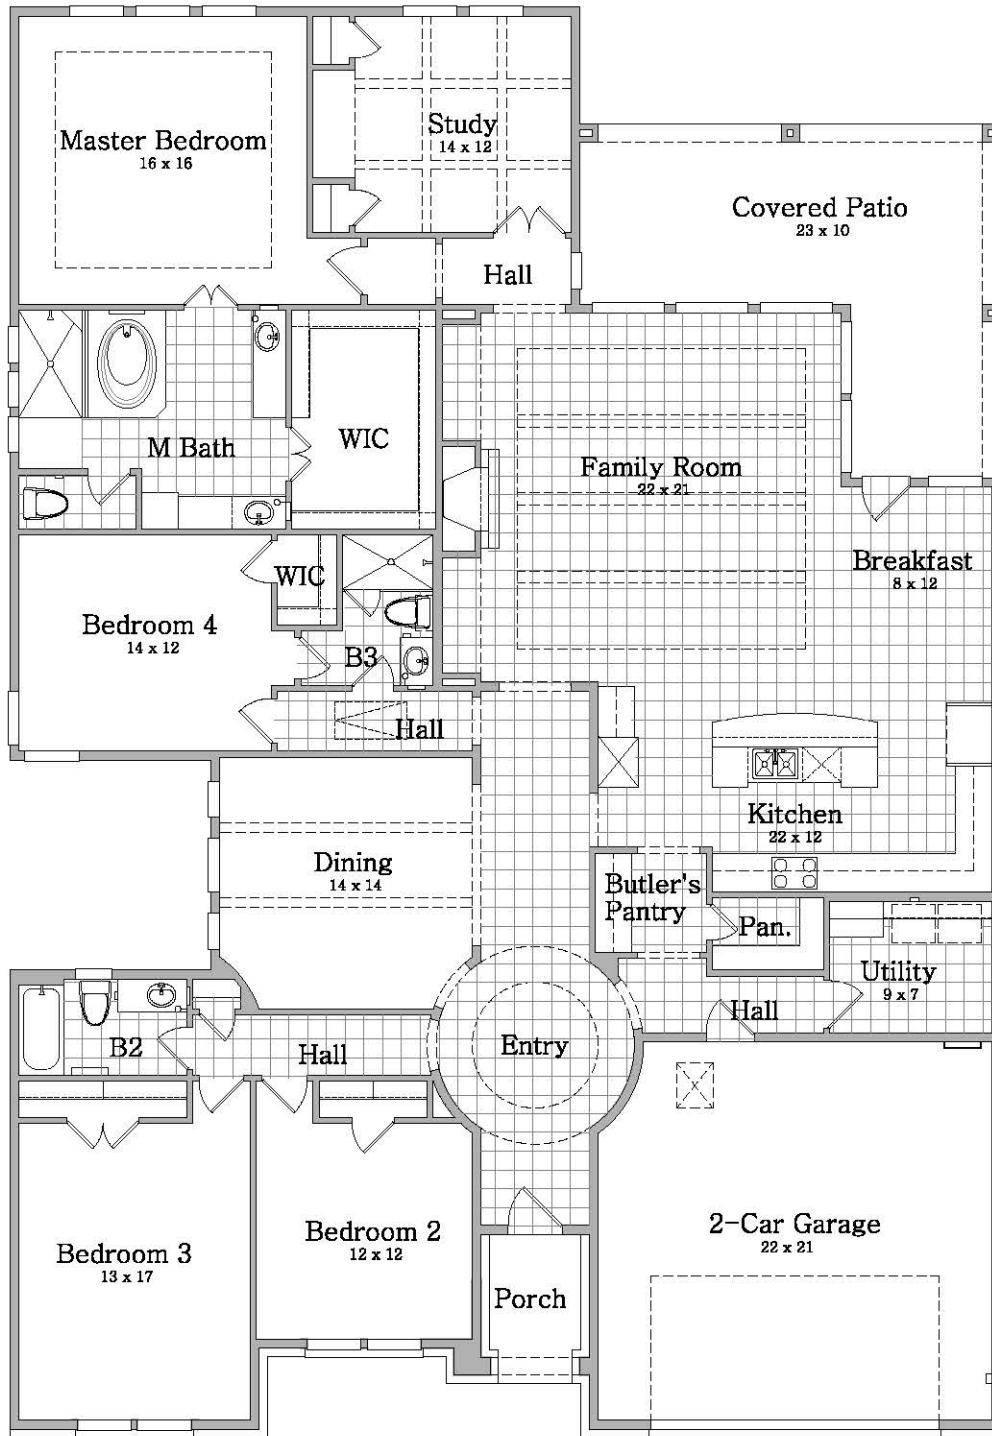 Master Bedroom
16 x 16
Study
14 x 12
Covered Patio
23 x 10
Hall
M Bath
WIC
Family Room
22 x 21
Breakfast
8 x 12
WIC
Bedroom 4
14 x 12
B3
Hall
Kitchen
22 x 12
Dining
14 x 14
Butler's
Pantry
Pan.
Utility
9 x 7
Hall
B2
Hall
Entry
Bedroom 3
13 x 17
Bedroom 2
12 x 12
2-Car Garage
22 x 21
Porch